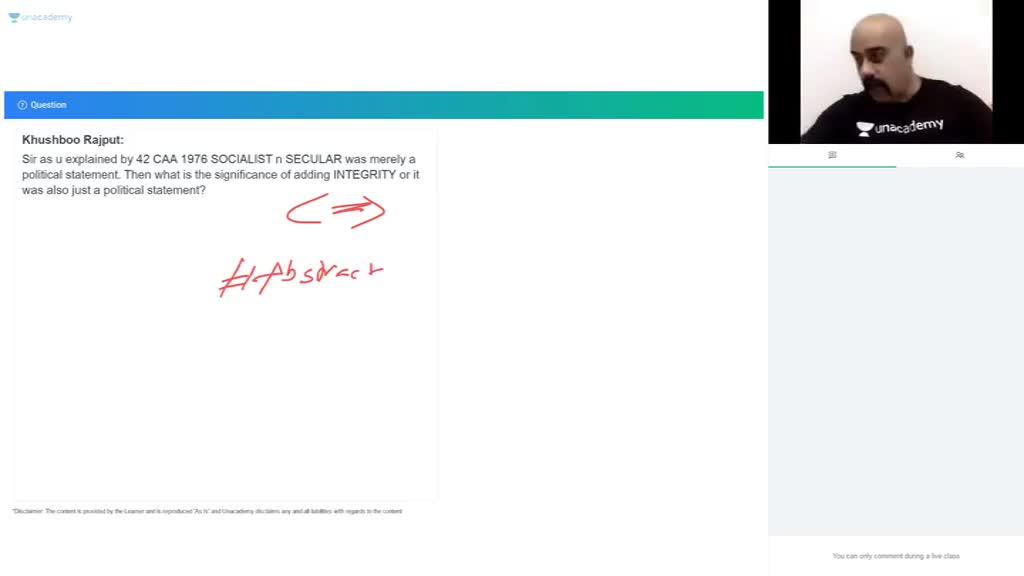 unacademy
Question
Khushboo Rajput:
Sir as u explained by 42 CAA 1976 SOCIALIST n SECULAR was merely a
political statement. Then what is the significance of adding INTEGRITY or it
was also just a political statement?
#Abstract
*Disclaimer: The content is provided by the Learner and is reproduced "As Is" and Unacademy disclaims any and all liabilities with regards to the content
unacademy
You can only comment during a live class